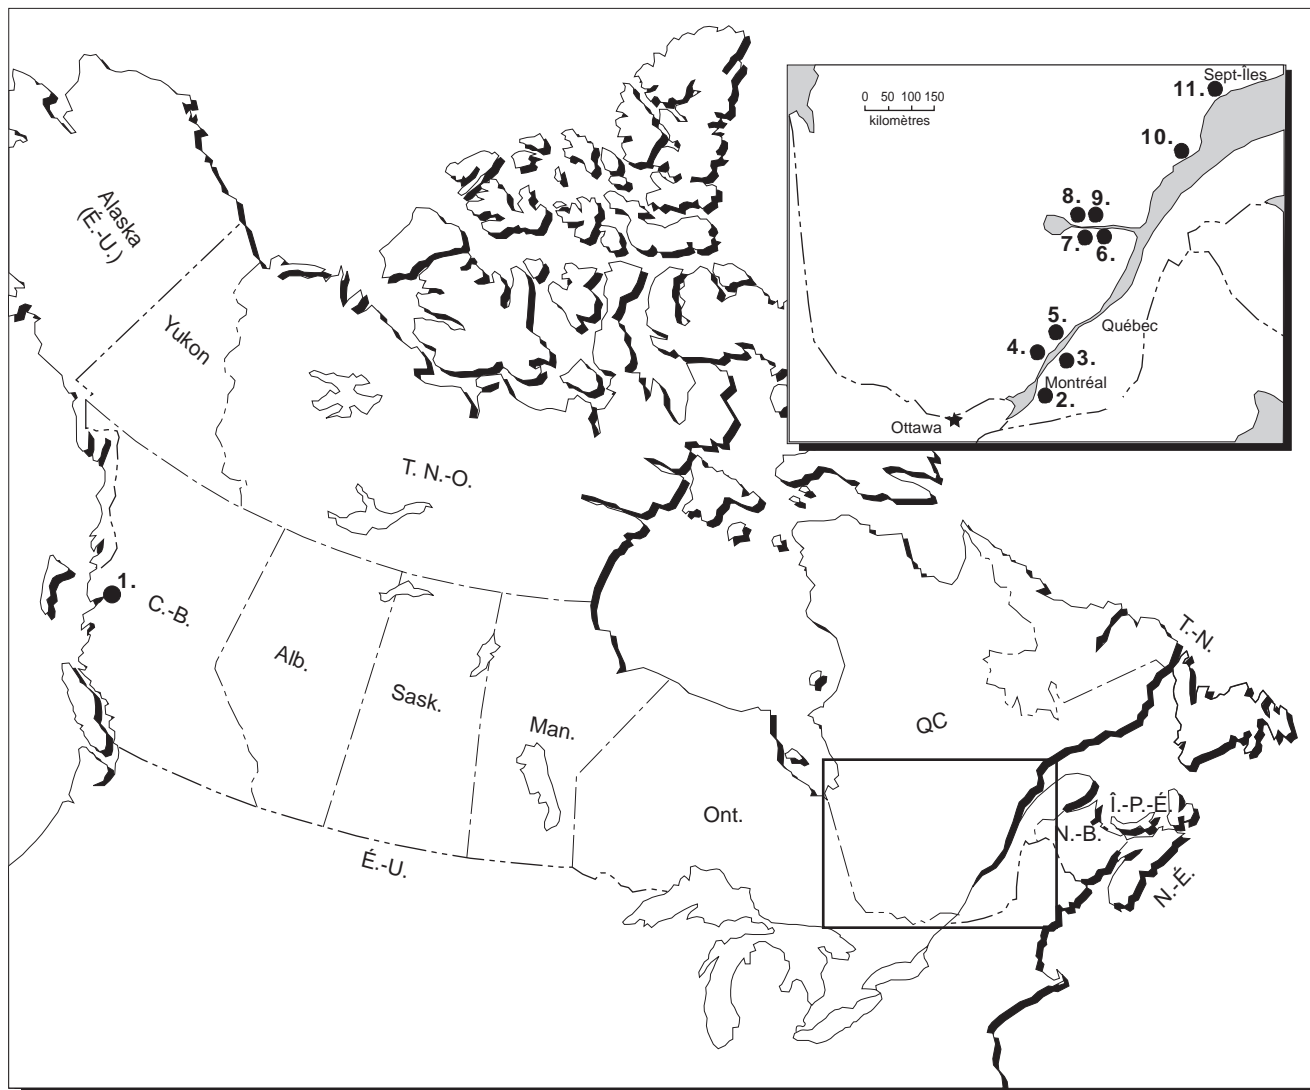 Alaska
(É.-U.)
Yukon
T. N.-O.
1.
C.-B.
Alb.
Sask.
Man.
Ont.
É.-U.
QC
T.-N.
Î.-P.-É.
N.-B.
N.-É.
0 50 100 150
kilomètres
Sept-Îles
11.
10.
8. 9.
7. 6.
5.
Québec
4. 3.
Montréal
2.
Ottawa